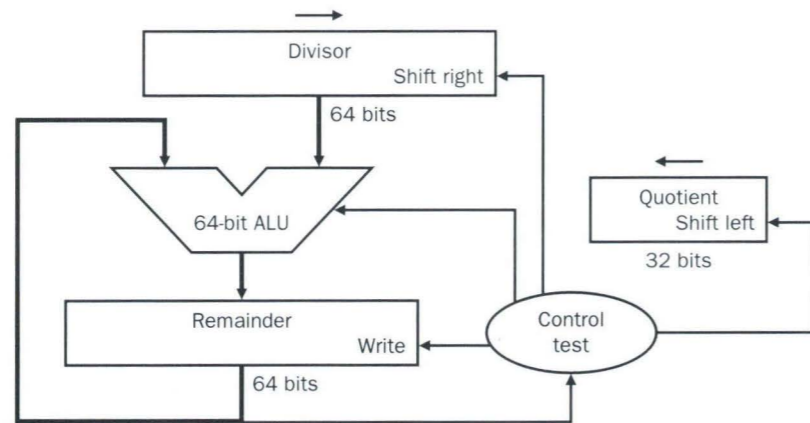 Divisor
Shift right
64 bits
64-bit ALU
Quotient
Shift left
32 bits
Remainder
Write
Control
test
64 bits